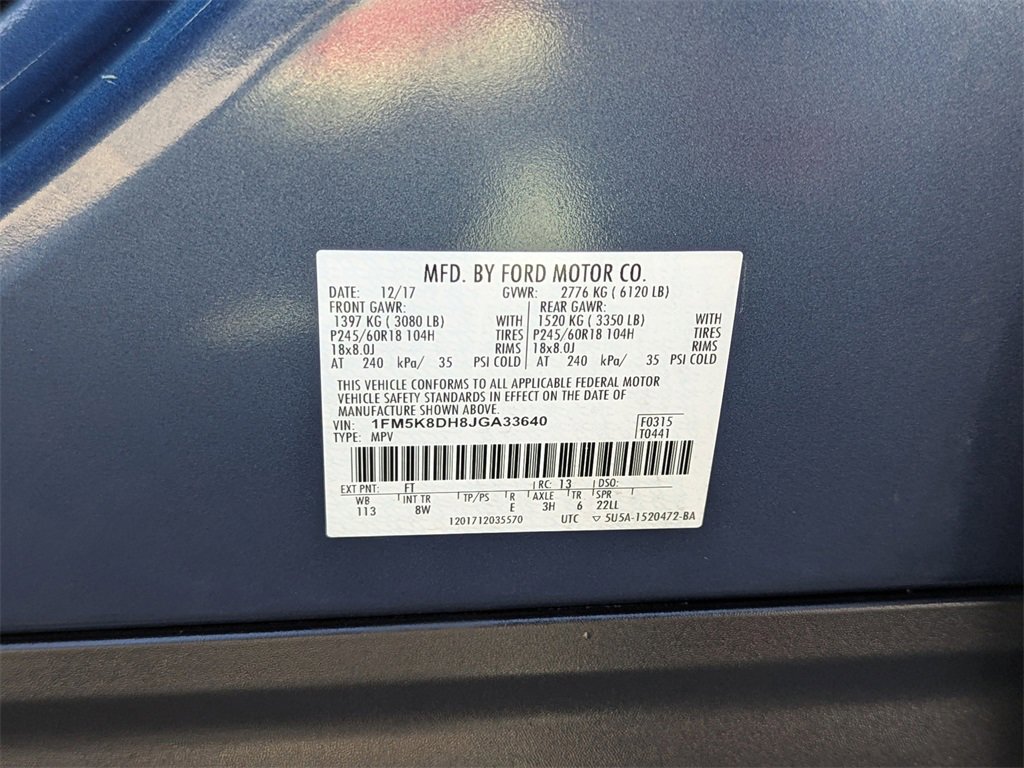 MFD. BY FORD MOTOR CO.
DATE: 12/17 GVWR: 2776 KG ( 6120 LB)
FRONT GAWR: REAR GAWR:
1397 KG ( 3080 LB) WITH 1520 KG ( 3350 LB) WITH
P245/60R18 104H TIRES P245/60R18 104H TIRES
18x8.0J RIMS 18x8.0J RIMS
AT 240 kPa/ 35 PSI COLD AT 240 kPa/ 35 PSI COLD
THIS VEHICLE CONFORMS TO ALL APPLICABLE FEDERAL MOTOR
VEHICLE SAFETY STANDARDS IN EFFECT ON THE DATE OF
MANUFACTURE SHOWN ABOVE.
VIN: 1FM5K8DH8JGA33640 F0315
TYPE: MPV T0441
EXT PNT: FT RC: 13 DSO:
WB INT TR TP/PS R AXLE TR SPR
113 8W E 3H 6 22LL
1201712035570 UTC ▽ 5U5A-1520472-BA